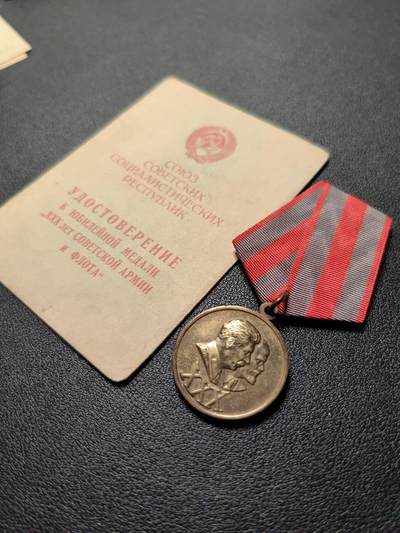 СОЮЗ
СОВЕТСКИХ
СОЦИАЛИСТИЧЕСКИХ
РЕСПУБЛИК
УДОСТОВЕРЕНИЕ
К ЮБИЛЕЙНОЙ МЕДАЛИ
„XXX ЛЕТ СОВЕТСКОЙ АРМИИ
И ФЛОТА“
XXX